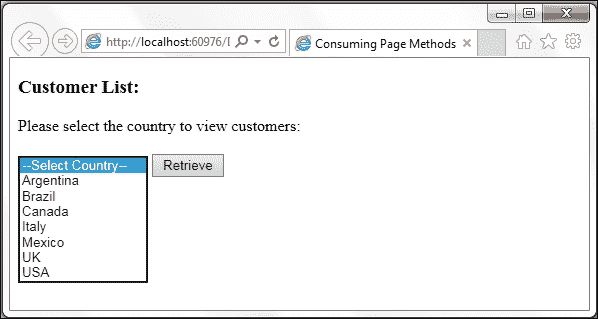 http://localhost:60976/
Consuming Page Methods
Customer List:
Please select the country to view customers:
--Select Country--
Retrieve
Argentina
Brazil
Canada
Italy
Mexico
UK
USA